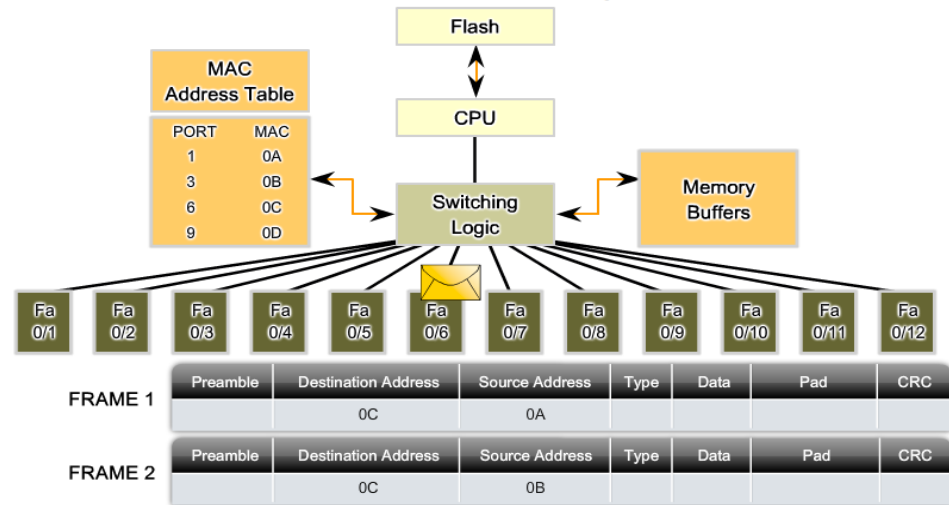 Flash
MAC
Address Table
CPU
PORT MAC
1 0A
3 0B
6 0C
9 0D
Switching
Logic
Memory
Buffers
Fa Fa Fa Fa Fa Fa Fa Fa Fa Fa Fa Fa
0/1 0/2 0/3 0/4 0/5 0/6 0/7 0/8 0/9 0/10 0/11 0/12
FRAME 1
Preamble Destination Address Source Address Type Data Pad CRC
0C 0A
FRAME 2
Preamble Destination Address Source Address Type Data Pad CRC
0C 0B